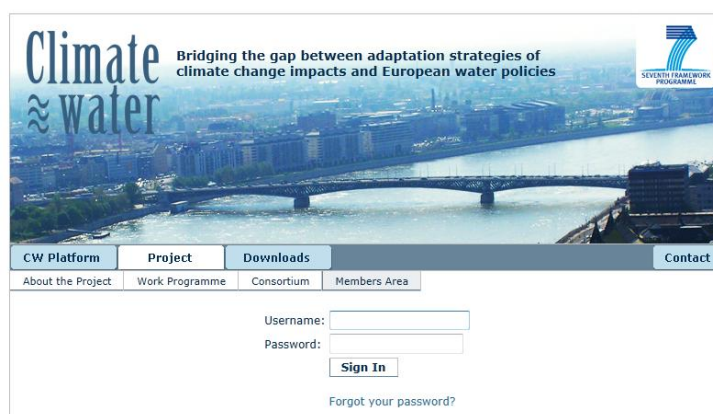 Climate
≈ water
Bridging the gap between adaptation strategies of
climate change impacts and European water policies
SEVENTH FRAMEWORK
PROGRAMME
CW Platform Project Downloads Contact
About the Project Work Programme Consortium Members Area
Username:
Password:
Sign In
Forgot your password?